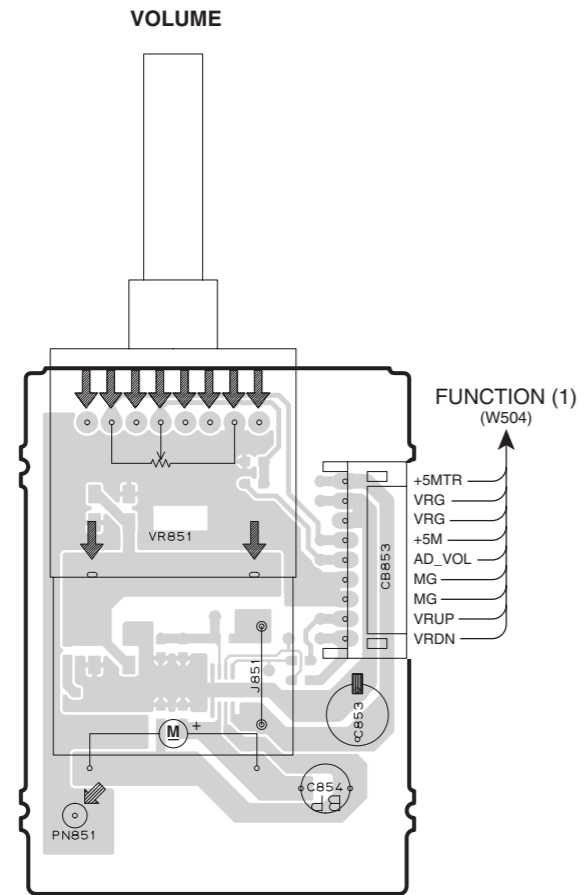 VOLUME
FUNCTION (1)
(W504)
+5MTR
VRG
VRG
+5M
AD_VOL
MG
MG
VRUP
VRDN
CB853
VR851
J851
C853
M
+
C854
BP
PN851